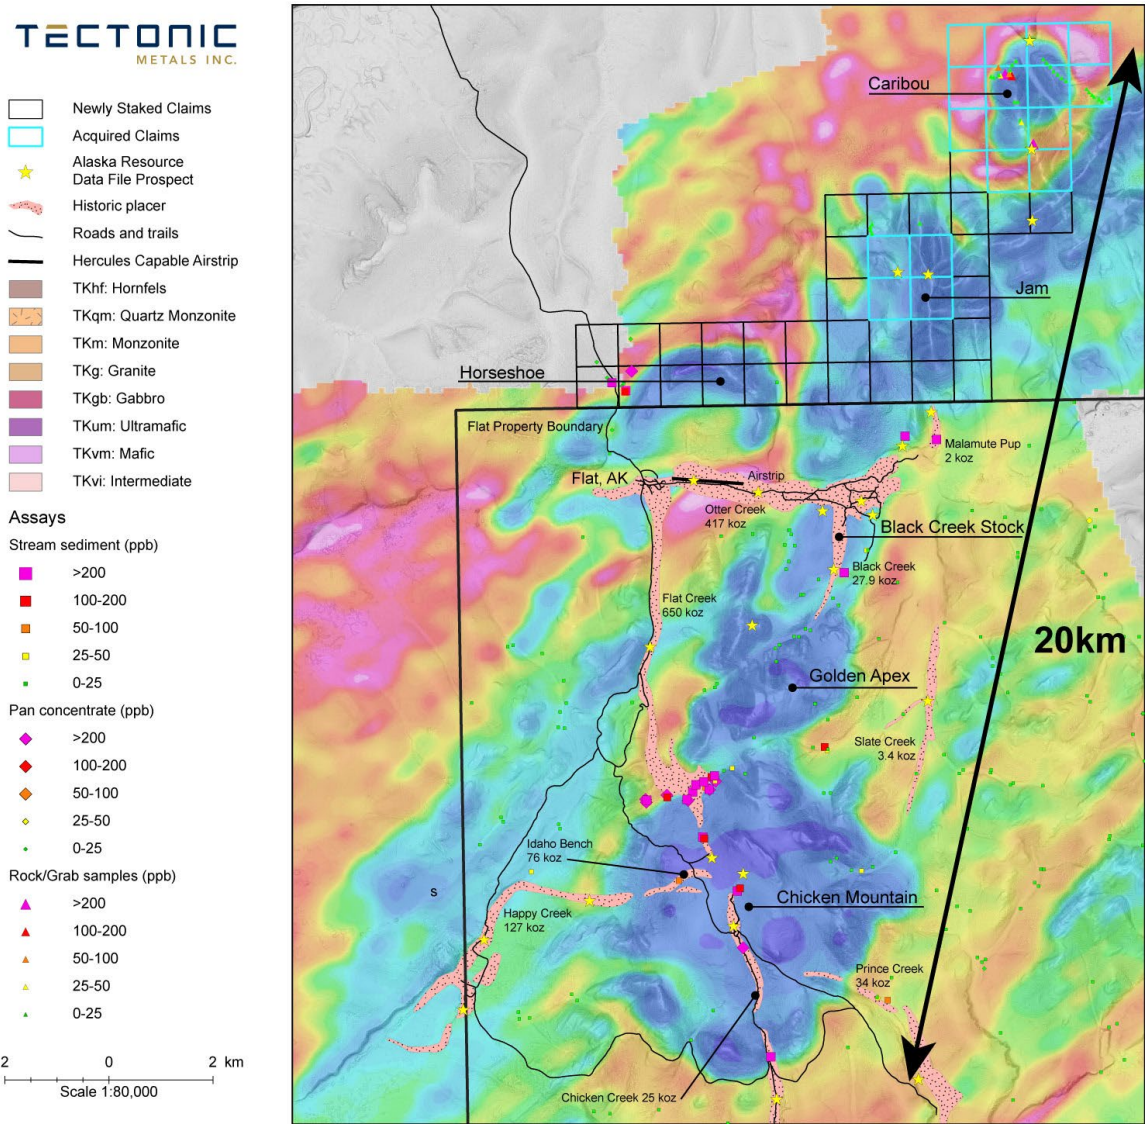 TECTONIC
METALS INC.
Newly Staked Claims
Acquired Claims
Alaska Resource
Data File Prospect
Historic placer
Roads and trails
Hercules Capable Airstrip
TKhf: Hornfels
TKqm: Quartz Monzonite
TKm: Monzonite
TKg: Granite
TKgb: Gabbro
TKum: Ultramafic
TKvm: Mafic
TKvi: Intermediate
Assays
Stream sediment (ppb)
>200
100-200
50-100
25-50
0-25
Pan concentrate (ppb)
>200
100-200
50-100
25-50
0-25
Rock/Grab samples (ppb)
>200
100-200
50-100
25-50
0-25
2 0 2 km
Scale 1:80,000
Caribou
Jam
Horseshoe
Flat Property Boundary
Malamute Pup
2 koz
Flat, AK
Airstrip
Otter Creek
417 koz
Black Creek Stock
Black Creek
27.9 koz
Flat Creek
650 koz
20km
Golden Apex
Slate Creek
3.4 koz
Idaho Bench
76 koz
s
Happy Creek
127 koz
Chicken Mountain
Prince Creek
34 koz
Chicken Creek 25 koz